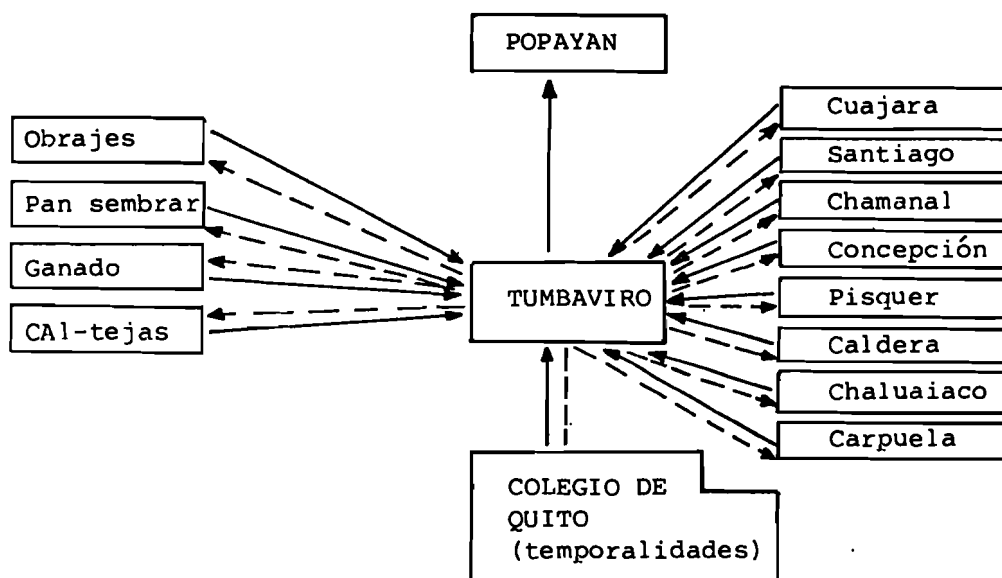 POPAYAN
Obrajes
Pan sembrar
Ganado
CAl-tejas
TUMBAVIRO
Cuajara
Santiago
Chamanal
Concepción
Pisquer
Caldera
Chaluaiaco
Carpuela
COLEGIO DE
QUITO
(temporalidades)